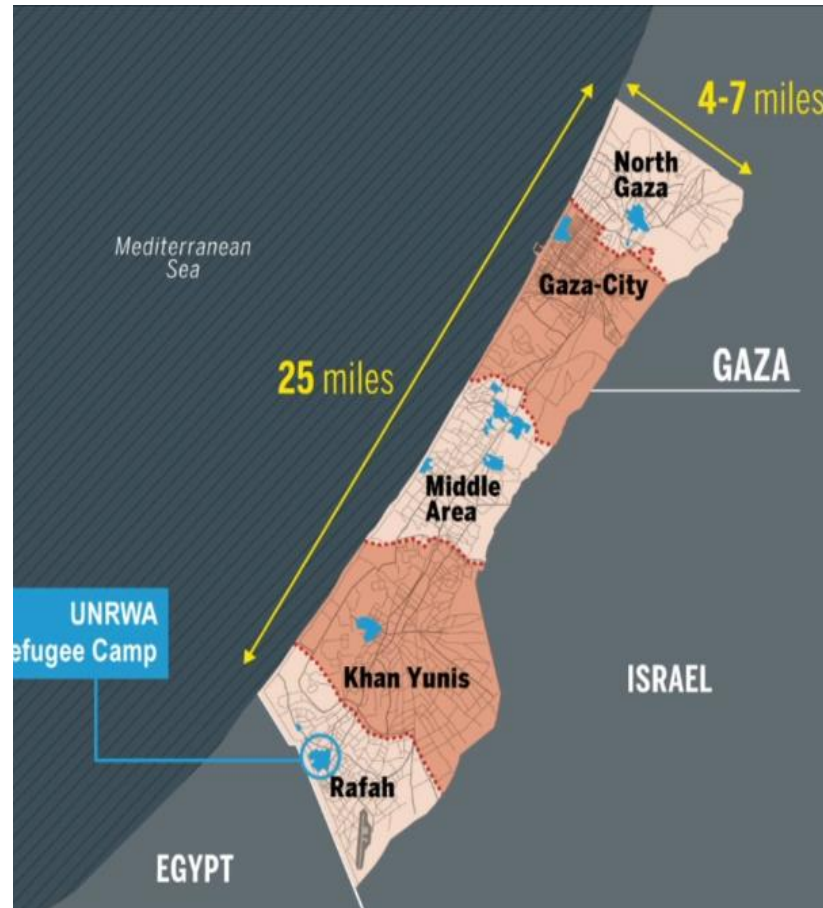 4-7 miles
North
Gaza
Mediterranean
Sea
Gaza-City
GAZA
25 miles
Middle
Area
UNRWA
efugee Camp
Khan Yunis
ISRAEL
Rafah
EGYPT